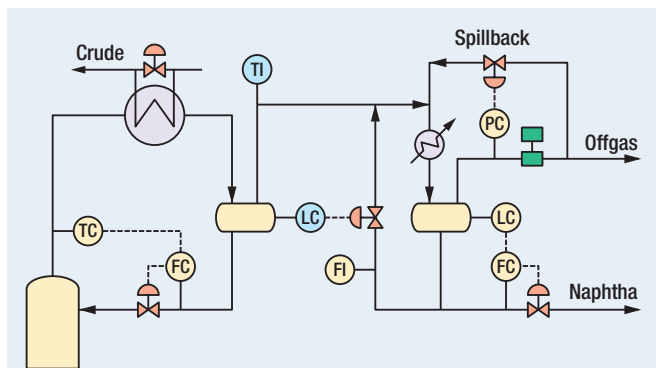 Crude
Spillback
TI
PC
Offgas
TC
LC
LC
FC
FI
FC
Naphtha